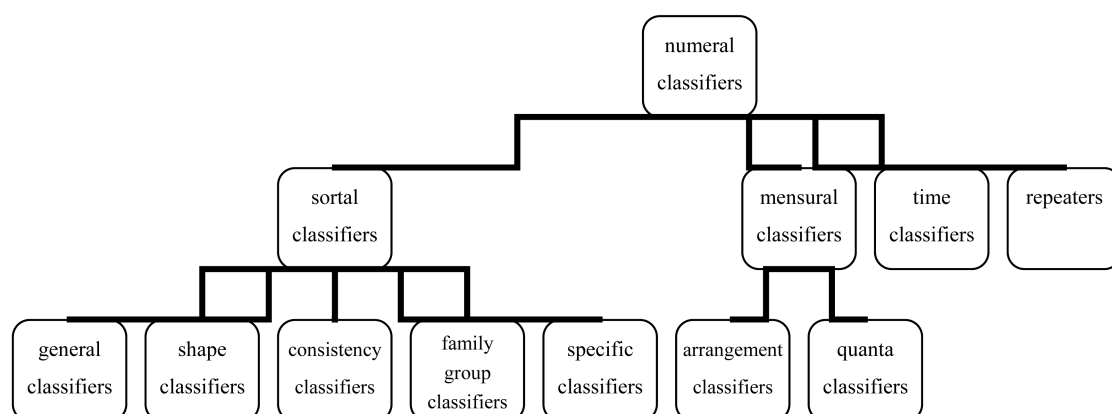 numeral
classifiers
sortal
classifiers
mensural
classifiers
time
classifiers
repeaters
general
classifiers
shape
classifiers
consistency
classifiers
family
group
classifiers
specific
classifiers
arrangement
classifiers
quanta
classifiers